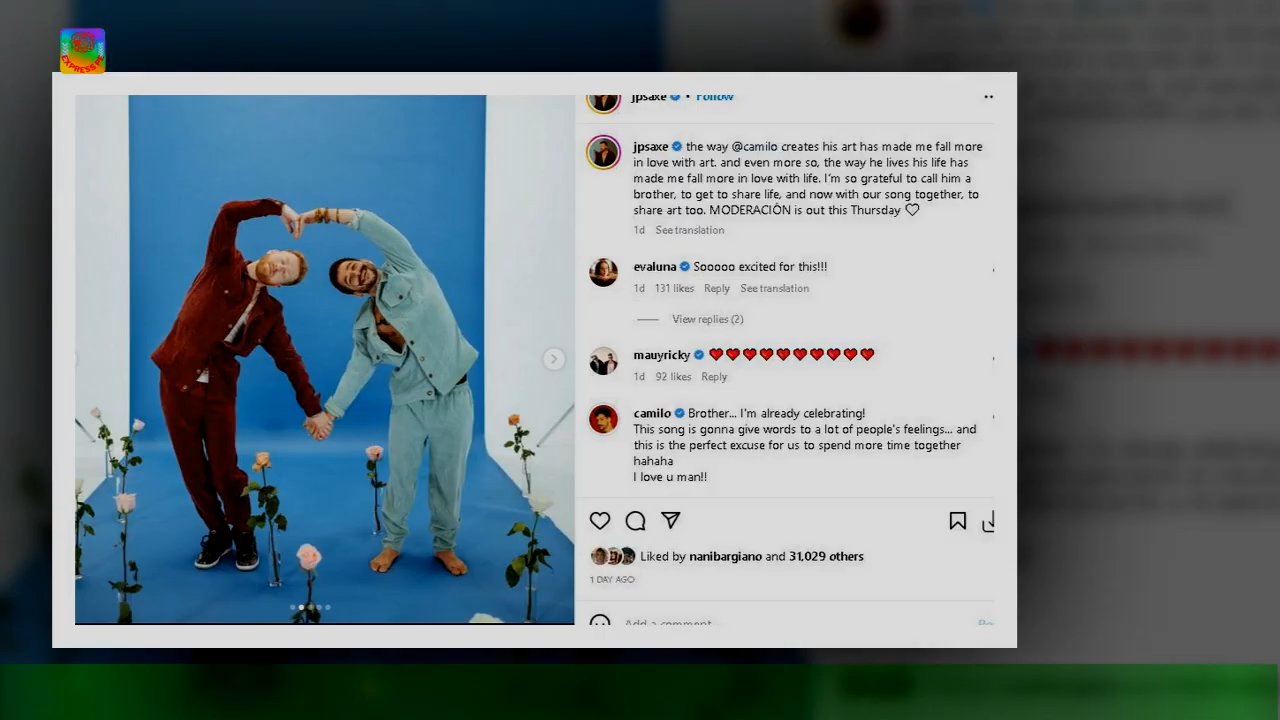 EXPRESS PE
jpsaxe • Follow
jpsaxe the way @camilo creates his art has made me fall more
in love with art. and even more so, the way he lives his life has
made me fall more in love with life. I'm so grateful to call him a
brother, to get to share life, and now with our song together, to
share art too. MODERACIÓN is out this Thursday
1d See translation
evaluna Sooooo excited for this!!!
1d 131 likes Reply See translation
View replies (2)
mauyricky
1d 92 likes Reply
camilo Brother... I'm already celebrating!
This song is gonna give words to a lot of people's feelings... and
this is the perfect excuse for us to spend more time together
hahaha
I love u man!!
Liked by nanibargiano and 31,029 others
1 DAY AGO
Add a comment...